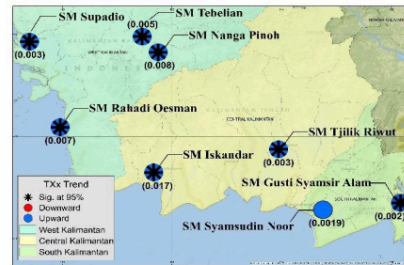 SM Supadio
(0.003)
SM Tebelian
(0.005)
SM Nanga Pinoh
(0.008)
SM Rahadi Oesman
(0.007)
CENTRAL KALIMANTAN
SM Tjilik Riwut
(0.003)
SM Iskandar
(0.017)
SM Gusti Syamsir Alam
(0.002)
SM Syamsudin Noor
(0.0019)
SOUTH KALIMANTAN
TXx Trend
Sig. at 95%
Downward
Upward
West Kalimantan
Central Kalimantan
South Kalimantan